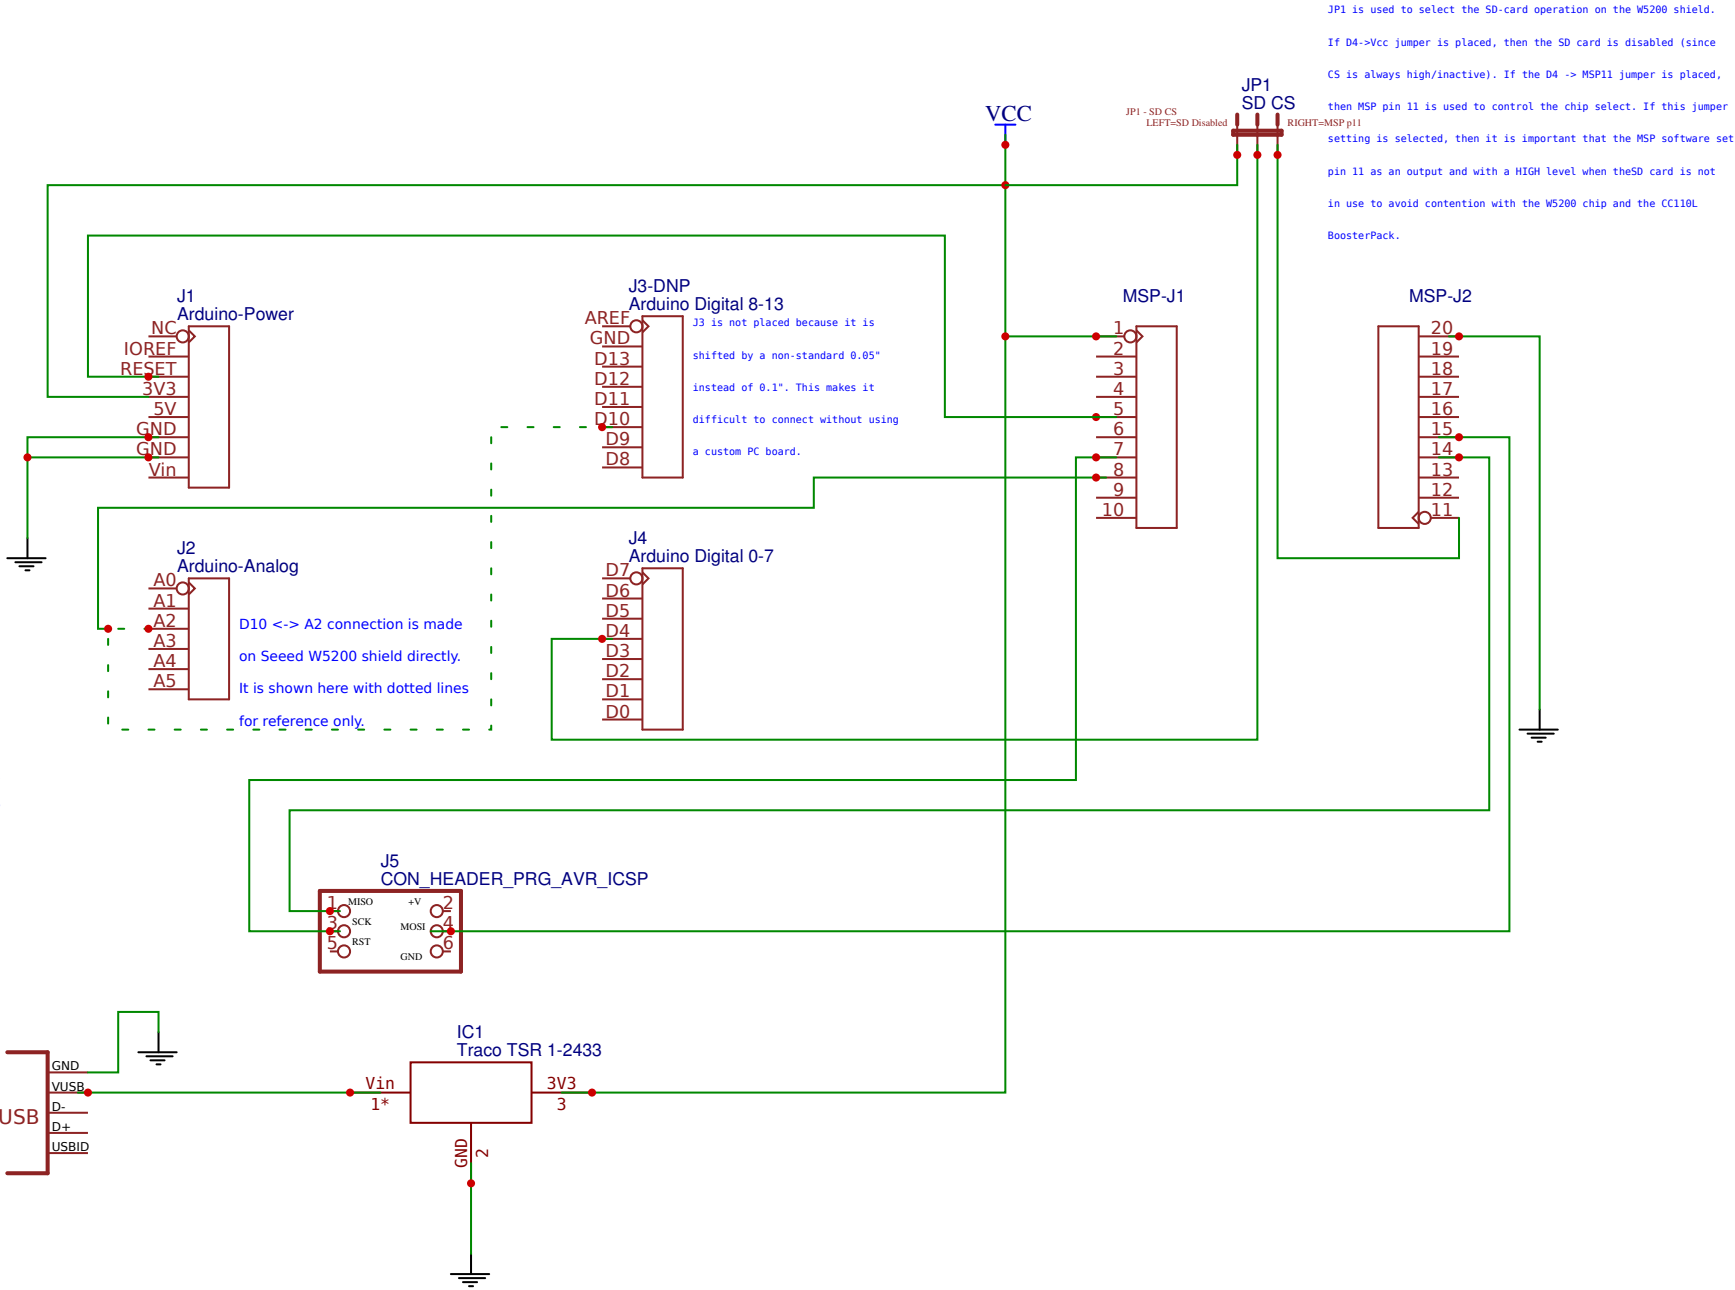 JP1 is used to select the SD-card operation on the W5200 shield.
If D4->Vcc jumper is placed, then the SD card is disabled (since
CS is always high/inactive). If the D4 -> MSP11 jumper is placed,
then MSP pin 11 is used to control the chip select. If this jumper
setting is selected, then it is important that the MSP software set
pin 11 as an output and with a HIGH level when theSD card is not
in use to avoid contention with the W5200 chip and the CC110L
BoosterPack.
JP1
SD CS
JP1 - SD CS
LEFT=SD Disabled
RIGHT=MSP p11
VCC
J1
Arduino-Power
NC
IOREF
RESET
3V3
5V
GND
GND
Vin
J3-DNP
Arduino Digital 8-13
AREF
GND
D13
D12
D11
D10
D9
D8
J3 is not placed because it is
shifted by a non-standard 0.05"
instead of 0.1". This makes it
difficult to connect without using
a custom PC board.
MSP-J1
1
2
3
4
5
6
7
8
9
10
MSP-J2
20
19
18
17
16
15
14
13
12
11
J2
Arduino-Analog
A0
A1
A2
A3
A4
A5
D10 <-> A2 connection is made
on Seeed W5200 shield directly.
It is shown here with dotted lines
for reference only.
J4
Arduino Digital 0-7
D7
D6
D5
D4
D3
D2
D1
D0
J5
CON_HEADER_PRG_AVR_ICSP
1 MISO +V 2
3 SCK MOSI 4
5 RST GND 6
USB
GND
VUSB
D-
D+
USBID
IC1
Traco TSR 1-2433
Vin
1*
3V3
3
GND
2